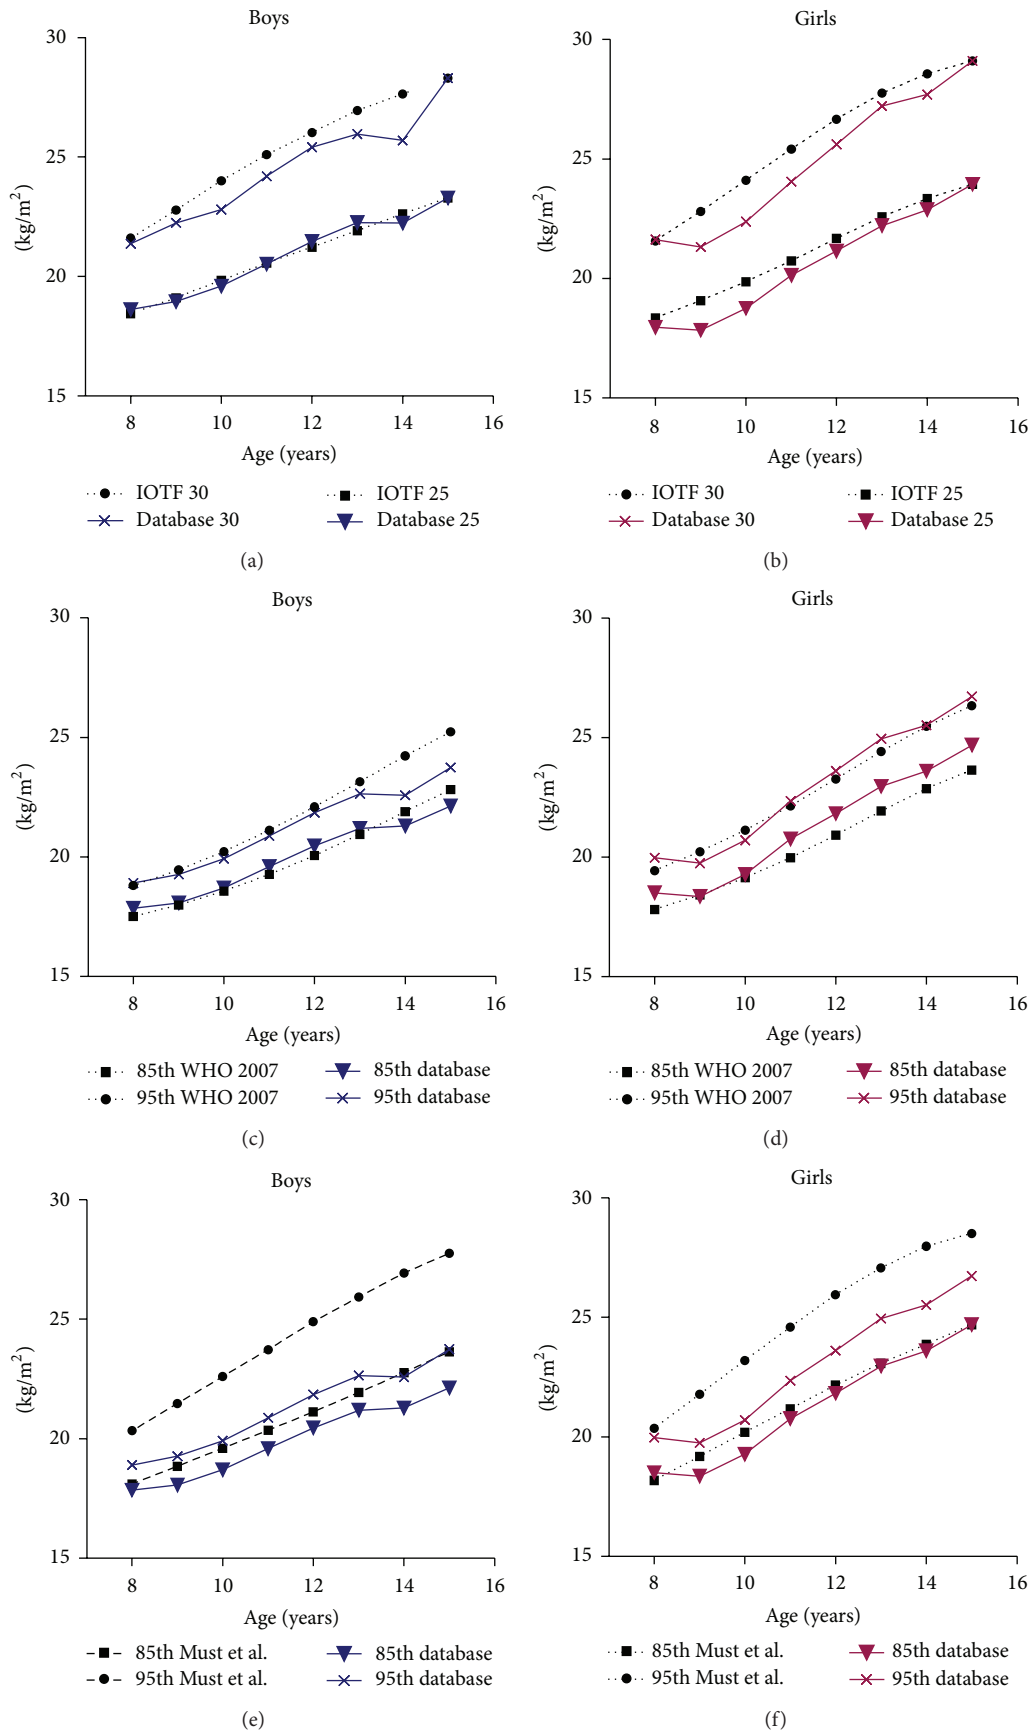 Boys
30
25
20
15
(kg/m²)
8 10 12 14 16
Age (years)
IOTF 30 IOTF 25
Database 30 Database 25
(a)
Girls
30
25
20
15
(kg/m²)
8 10 12 14 16
Age (years)
IOTF 30 IOTF 25
Database 30 Database 25
(b)
Boys
30
25
20
15
(kg/m²)
8 10 12 14 16
Age (years)
85th WHO 2007 85th database
95th WHO 2007 95th database
(c)
Girls
30
25
20
15
(kg/m²)
8 10 12 14 16
Age (years)
85th WHO 2007 85th database
95th WHO 2007 95th database
(d)
Boys
30
25
20
15
(kg/m²)
8 10 12 14 16
Age (years)
85th Must et al. 85th database
95th Must et al. 95th database
(e)
Girls
30
25
20
15
(kg/m²)
8 10 12 14 16
Age (years)
85th Must et al. 85th database
95th Must et al. 95th database
(f)